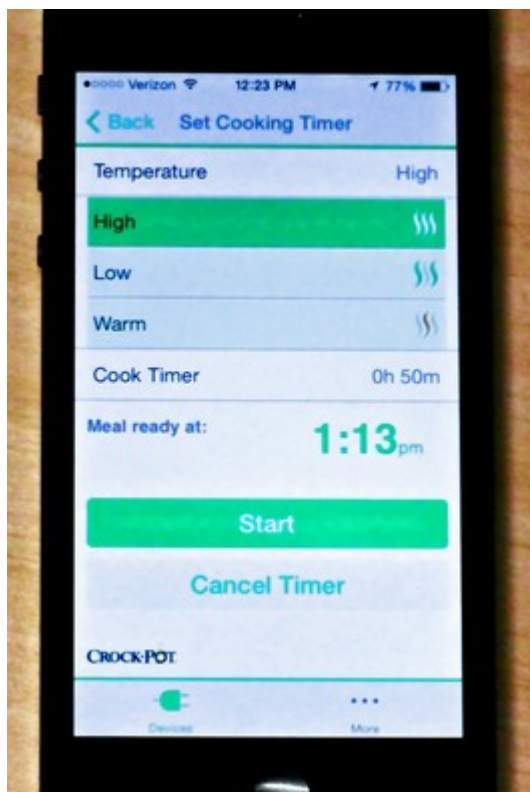 Verizon 12:23 PM 77%
Back Set Cooking Timer
Temperature High
High
Low
Warm
Cook Timer 0h 50m
Meal ready at: 1:13pm
Start
Cancel Timer
CROCK·POT
Devices More